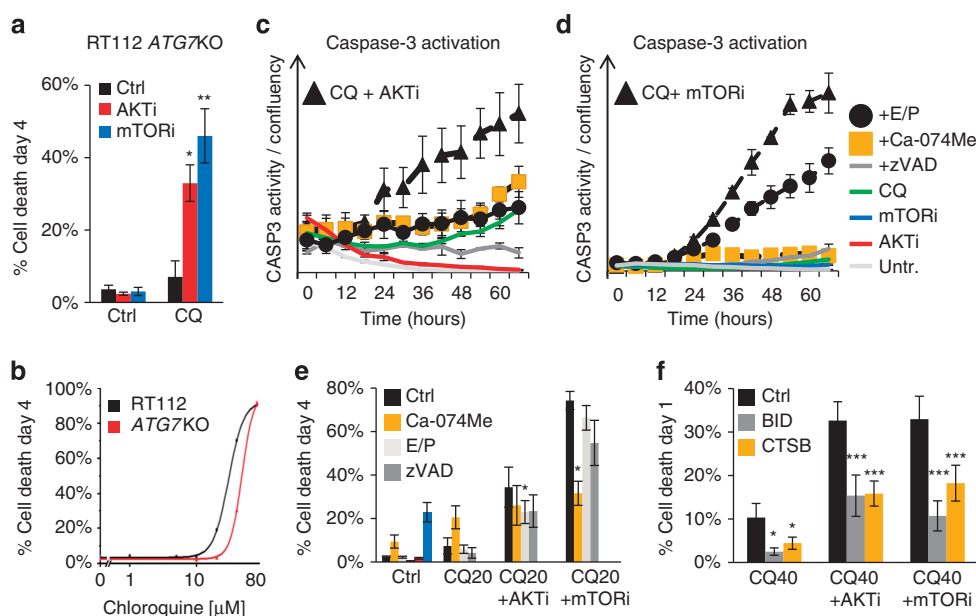 a
RT112 ATG7KO
% Cell death day 4
60%
40%
20%
0%
Ctrl
AKTi
mTORi
*
**
Ctrl
CQ
c
Caspase-3 activation
CASP3 activity / confluency
CQ + AKTi
0 12 24 36 48 60
Time (hours)
d
Caspase-3 activation
CASP3 activity / confluency
CQ+ mTORi
0 12 24 36 48 60
Time (hours)
+E/P
+Ca-074Me
+zVAD
CQ
mTORi
AKTi
Untr.
b
% Cell death day 4
100%
80%
60%
40%
20%
0%
RT112
ATG7KO
0 1 10 80
Chloroquine [µM]
e
% Cell death day 4
80%
60%
40%
20%
0%
Ctrl
Ca-074Me
E/P
zVAD
*
*
Ctrl
CQ20
CQ20
+AKTi
CQ20
+mTORi
f
% Cell death day 1
50%
40%
30%
20%
10%
0%
Ctrl
BID
CTSB
*
*
***
***
***
***
CQ40
CQ40
+AKTi
CQ40
+mTORi